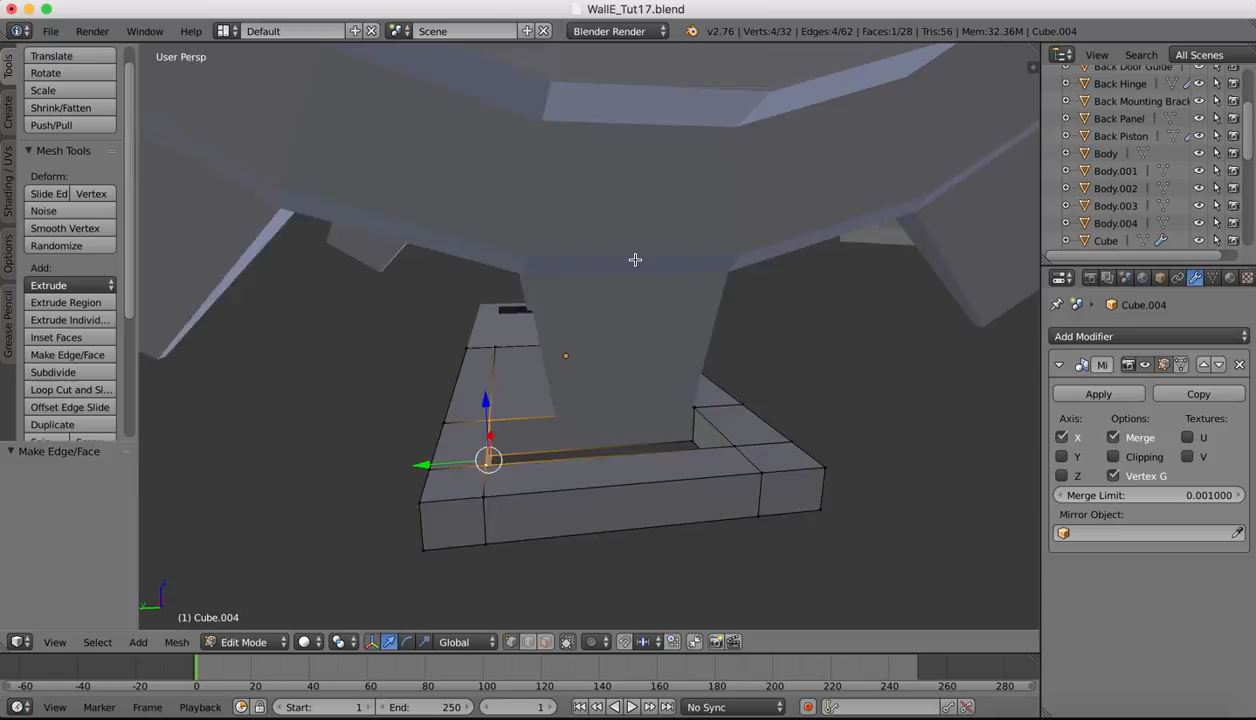 WallE_Tut17.blend
File Render Window Help Default Scene Blender Render v2.76 | Verts:4/32 | Edges:4/62 | Faces:1/28 | Tris:56 | Mem:32.36M | Cube.004
View Search All Scenes
Tools
Create
Shading / UVs
Options
Grease Pencil
Translate
Rotate
Scale
Shrink/Fatten
Push/Pull
Mesh Tools
Deform:
Slide Ed Vertex
Noise
Smooth Vertex
Randomize
Add:
Extrude
Extrude Region
Extrude Individ...
Inset Faces
Make Edge/Face
Subdivide
Loop Cut and Sl...
Offset Edge Slide
Duplicate
Make Edge/Face
User Persp
(1) Cube.004
Back Door Guide
Back Hinge
Back Mounting Brack
Back Panel
Back Piston
Body
Body.001
Body.002
Body.003
Body.004
Cube
Cube.004
Add Modifier
Mi
Apply Copy
Axis: Options: Textures:
X Merge U
Y Clipping V
Z Vertex G
Merge Limit: 0.001000
Mirror Object:
View Select Add Mesh Edit Mode Global
-60 -40 -20 0 20 40 60 80 100 120 140 160 180 200 220 240 260 280
View Marker Frame Playback Start: 1 End: 250 1 No Sync